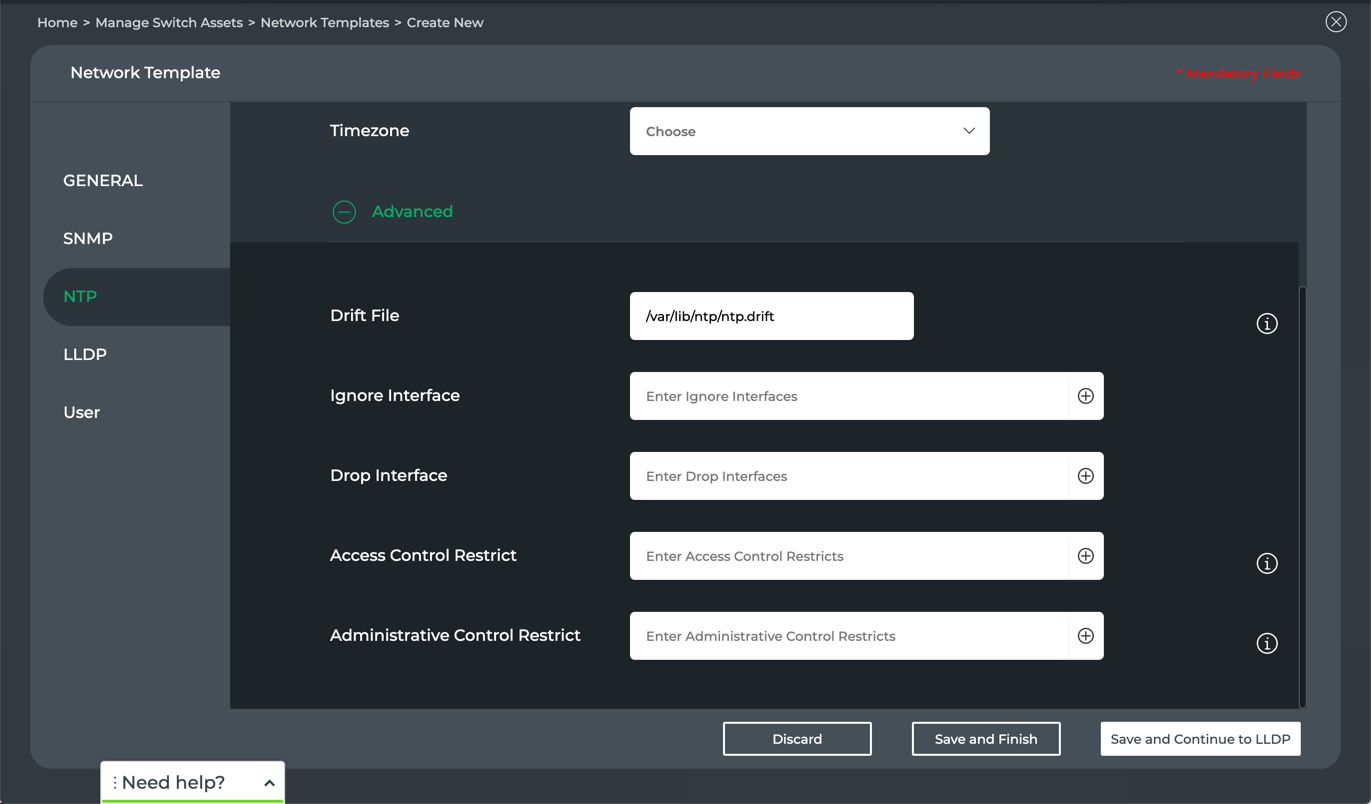 Home > Manage Switch Assets > Network Templates > Create New
Network Template
* Mandatory Fields
GENERAL
SNMP
NTP
LLDP
User
Timezone
Choose
Advanced
Drift File
/var/lib/ntp/ntp.drift
Ignore Interface
Enter Ignore Interfaces
Drop Interface
Enter Drop Interfaces
Access Control Restrict
Enter Access Control Restricts
Administrative Control Restrict
Enter Administrative Control Restricts
Discard
Save and Finish
Save and Continue to LLDP
Need help?